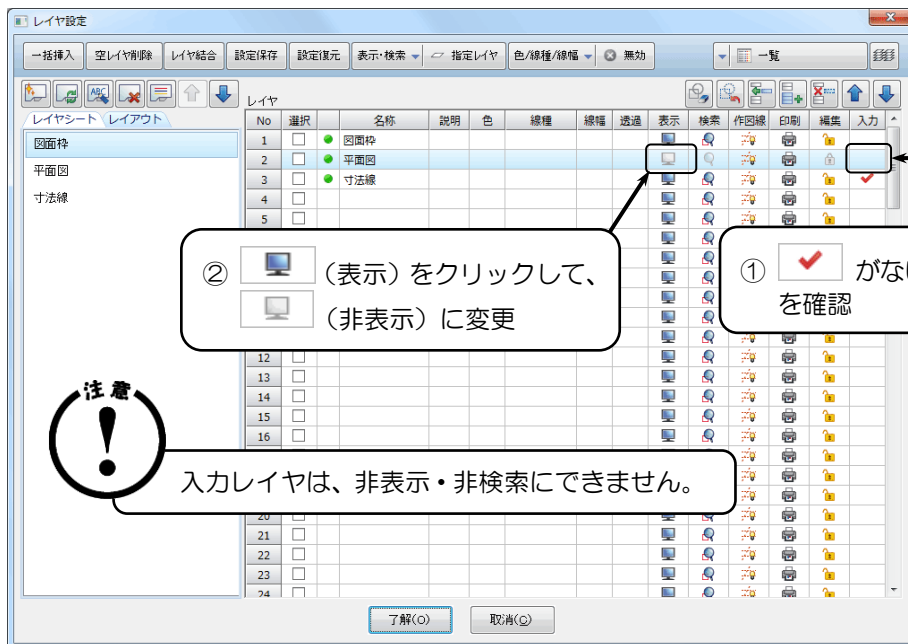 レイヤ設定
一括挿入 空レイヤ削除 レイヤ結合 設定保存 設定復元 表示・検索 指定レイヤ 色/線種/線幅 無効 一覧
ABC
レイヤ
レイヤシート レイアウト
図面枠
平面図
寸法線
No 選択 名称 説明 色 線種 線幅 透過 表示 検索 作図線 印刷 編集 入力
1 図面枠
2 平面図
3 寸法線
4
5
② (表示)をクリックして、
(非表示)に変更
① がない
を確認
12
13
14
15
16
注意
!
入力レイヤは、非表示・非検索にできません。
20
21
22
23
24
了解(O) 取消(C)